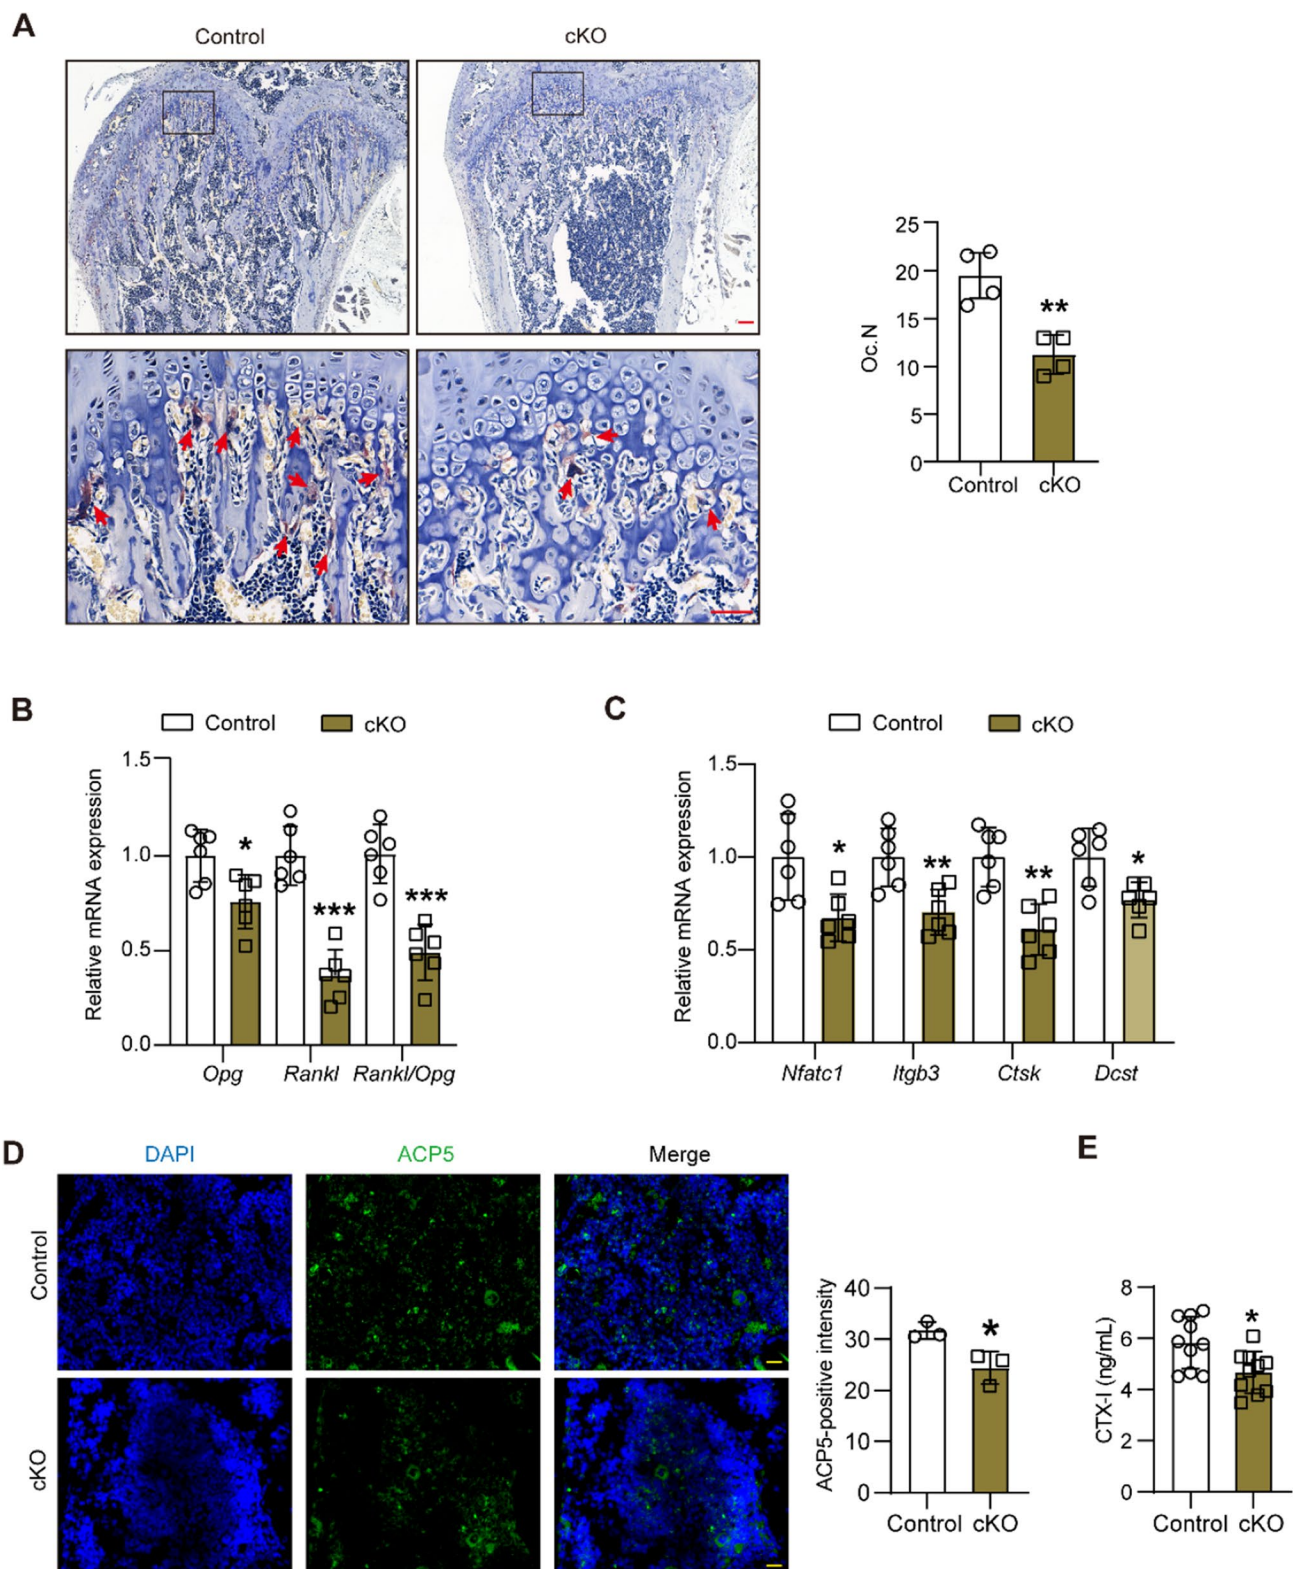 A
Control
cKO
Oc.N
25
20
15
10
5
0
**
Control
cKO
B
Control
cKO
Relative mRNA expression
1.5
1.0
0.5
0.0
*
***
***
Opg
Rankl
Rankl/Opg
C
Control
cKO
Relative mRNA expression
1.5
1.0
0.5
0.0
*
**
**
*
Nfatc1
Itgb3
Ctsk
Dcst
D
DAPI
ACP5
Merge
Control
cKO
ACP5-positive intensity
40
30
20
10
0
*
Control
cKO
E
CTX-I (ng/mL)
8
6
4
2
0
*
Control
cKO